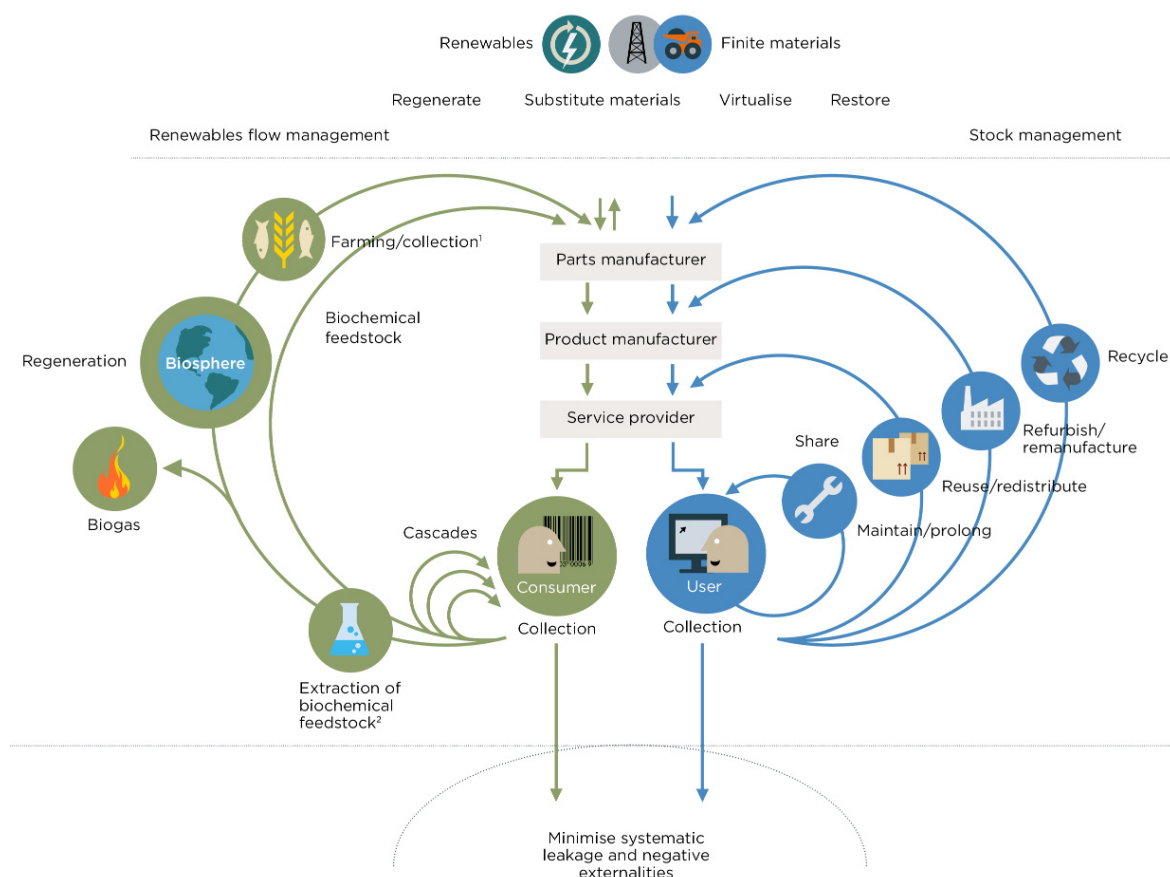 Renewables
Finite materials
Regenerate
Substitute materials
Virtualise
Restore
Renewables flow management
Stock management
Farming/collection¹
Parts manufacturer
Biochemical
feedstock
Product manufacturer
Regeneration
Biosphere
Recycle
Service provider
Share
Refurbish/
remanufacture
Reuse/redistribute
Biogas
Maintain/prolong
Cascades
Consumer
User
Collection
Collection
Extraction of
biochemical
feedstock²
Minimise systematic
leakage and negative
externalities